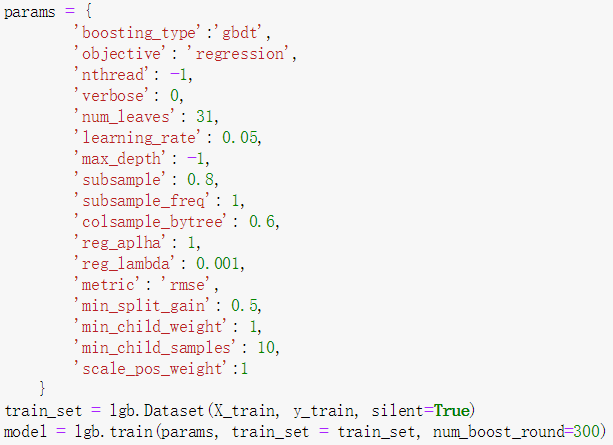 params = {
'boosting_type':'gbdt',
'objective': 'regression',
'nthread': -1,
'verbose': 0,
'num_leaves': 31,
'learning_rate': 0.05,
'max_depth': -1,
'subsample': 0.8,
'subsample_freq': 1,
'colsample_bytree': 0.6,
'reg_aplha': 1,
'reg_lambda': 0.001,
'metric': 'rmse',
'min_split_gain': 0.5,
'min_child_weight': 1,
'min_child_samples': 10,
'scale_pos_weight':1
}
train_set = lgb.Dataset(X_train, y_train, silent=True)
model = lgb.train(params, train_set = train_set, num_boost_round=300)